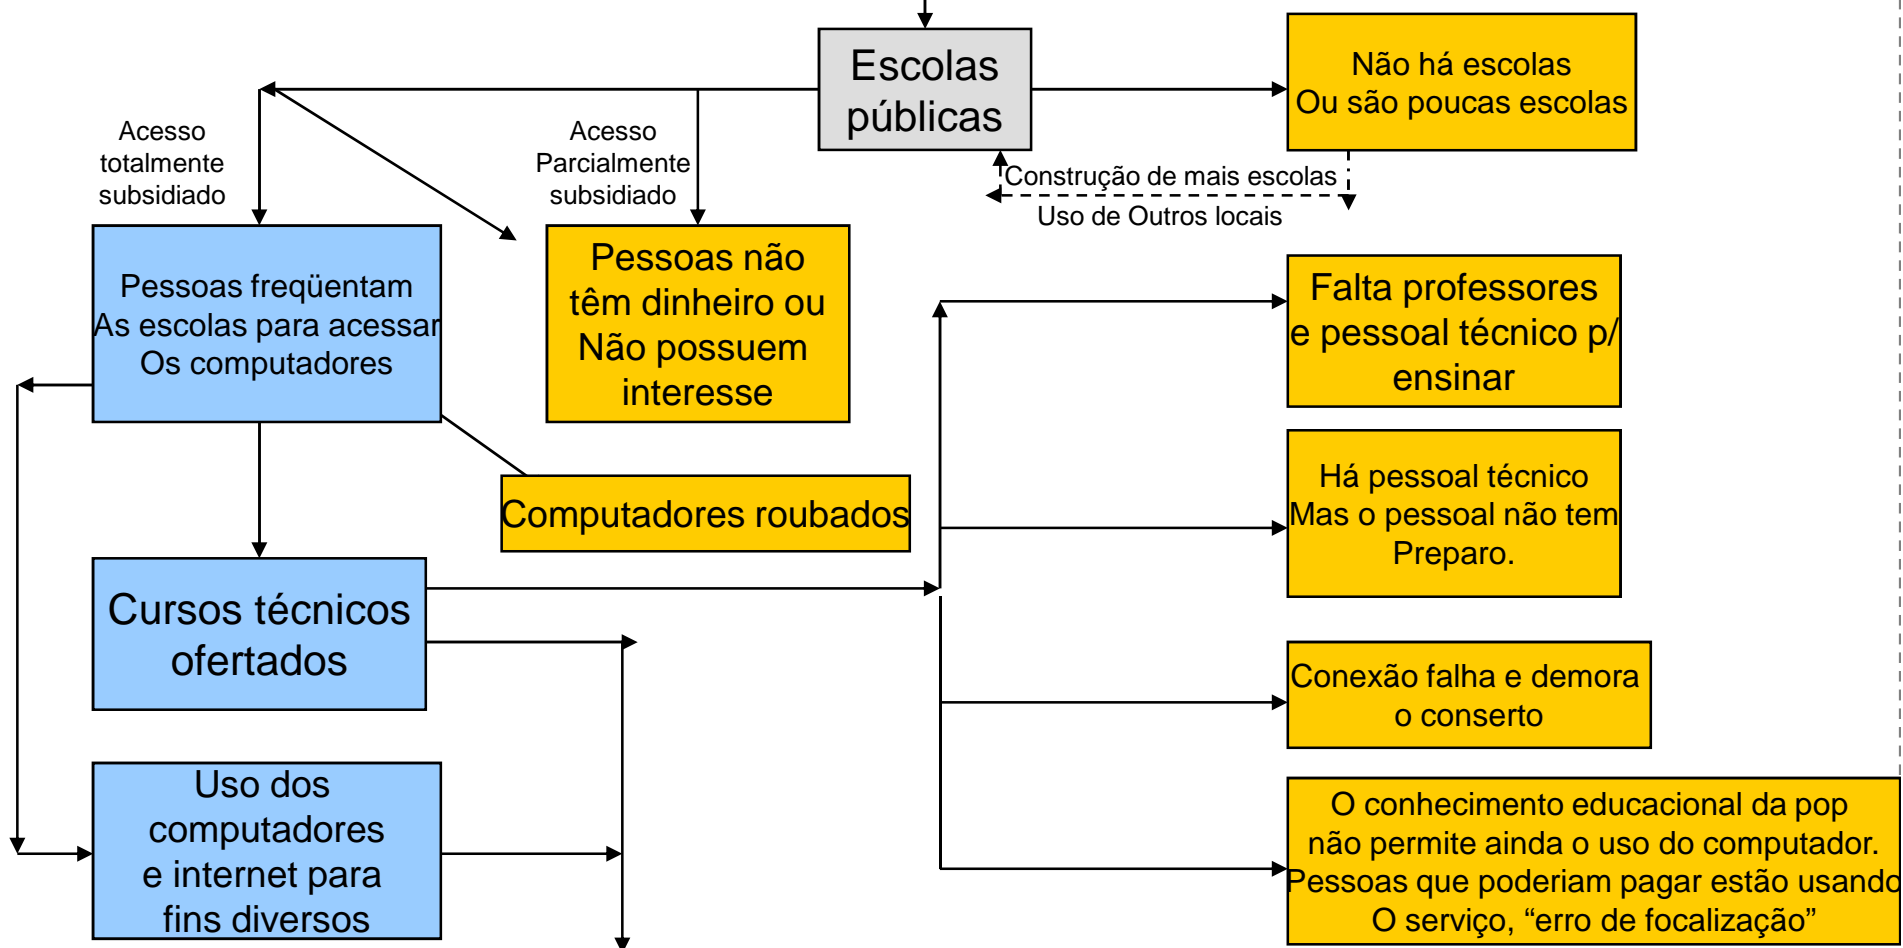 Escolas
públicas
Não há escolas
Ou são poucas escolas
Acesso
totalmente
subsidiado
Acesso
Parcialmente
subsidiado
Construção de mais escolas
Uso de Outros locais
Pessoas freqüentam
As escolas para acessar
Os computadores
Pessoas não
têm dinheiro ou
Não possuem
interesse
Falta professores
e pessoal técnico p/
ensinar
Computadores roubados
Há pessoal técnico
Mas o pessoal não tem
Preparo.
Cursos técnicos
ofertados
Conexão falha e demora
o conserto
Uso dos
computadores
e internet para
fins diversos
O conhecimento educacional da pop
não permite ainda o uso do computador.
Pessoas que poderiam pagar estão usando
O serviço, “erro de focalização”